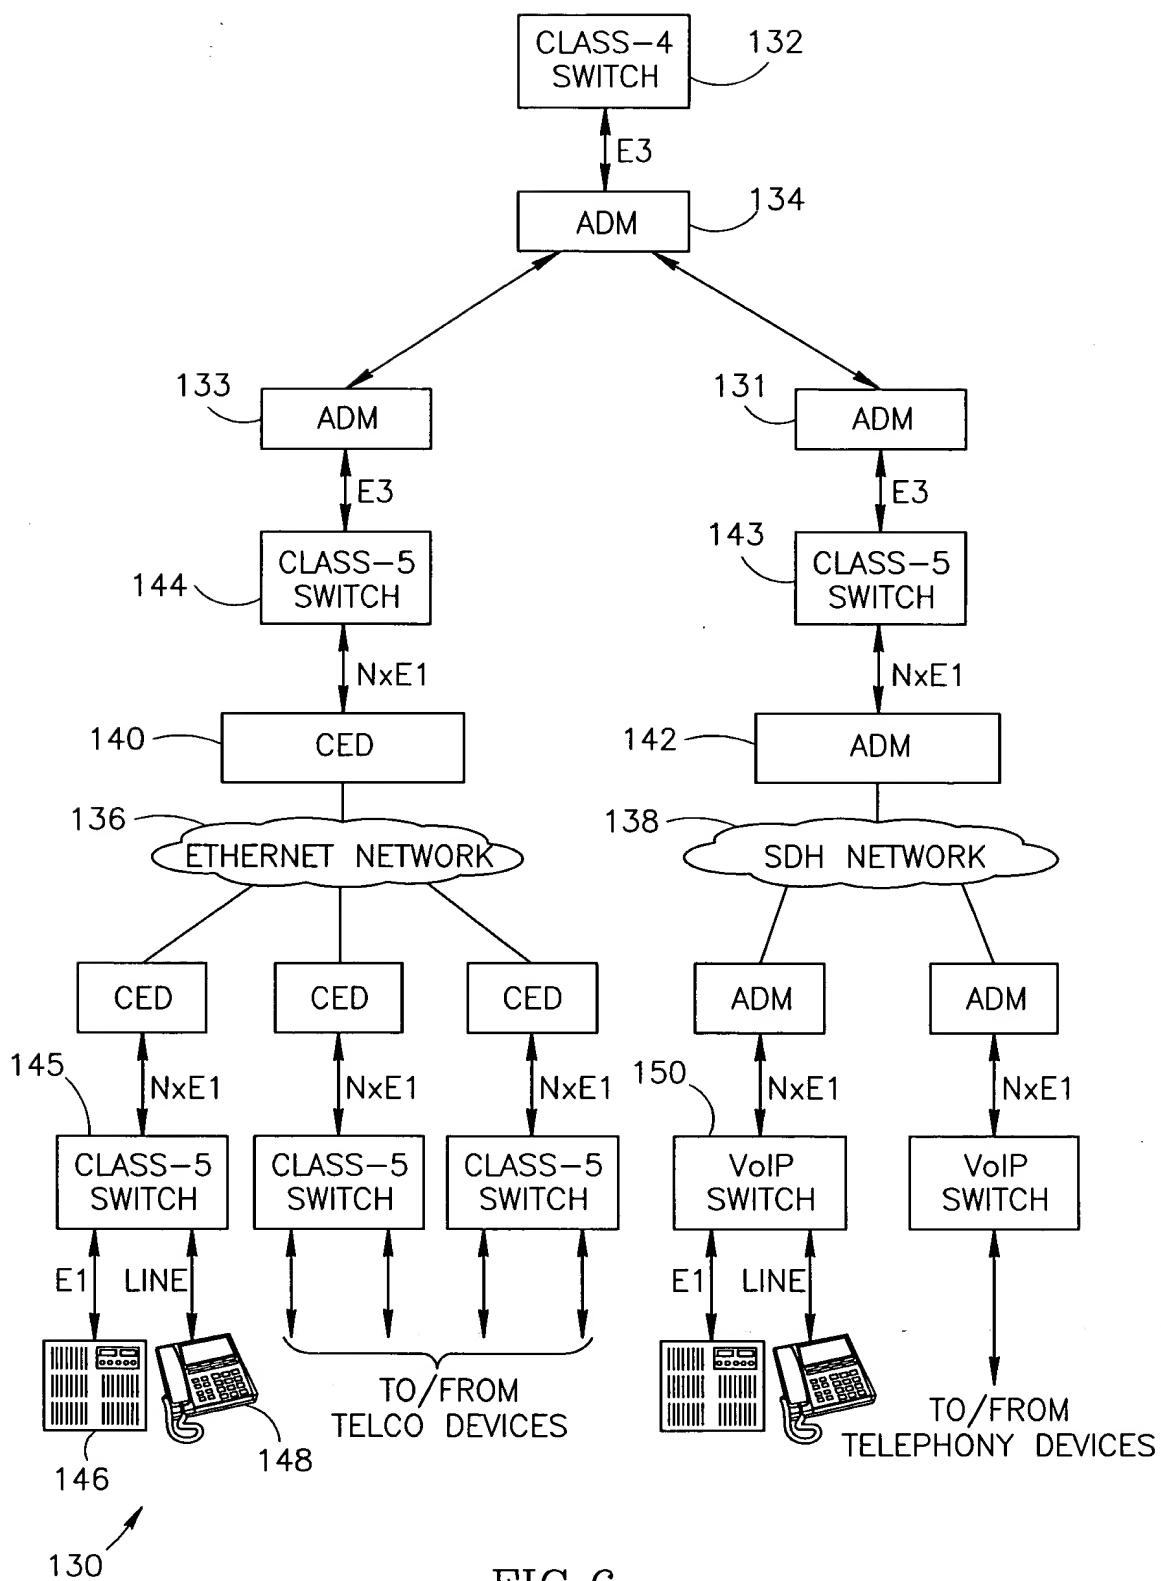 CLASS-4
SWITCH
132
E3
ADM
134
133
ADM
131
ADM
E3
E3
144
CLASS-5
SWITCH
143
CLASS-5
SWITCH
NxE1
NxE1
140
CED
142
ADM
136
ETHERNET NETWORK
138
SDH NETWORK
CED
CED
CED
ADM
ADM
145
NxE1
NxE1
NxE1
150
NxE1
NxE1
CLASS-5
SWITCH
CLASS-5
SWITCH
CLASS-5
SWITCH
VoIP
SWITCH
VoIP
SWITCH
E1
LINE
E1
LINE
TO/FROM
TELCO DEVICES
TO/FROM
TELEPHONY DEVICES
146
148
130
FIG.6